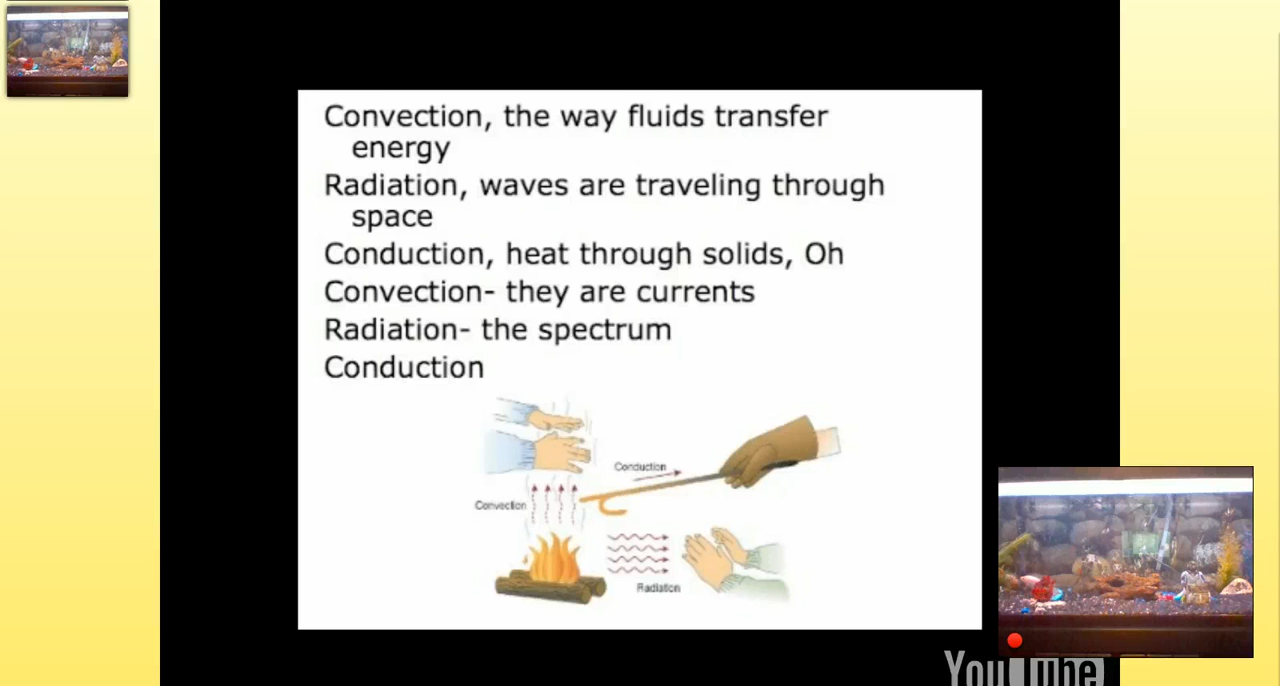 Convection, the way fluids transfer
energy
Radiation, waves are traveling through
space
Conduction, heat through solids, Oh
Convection- they are currents
Radiation- the spectrum
Conduction
Conduction
Convection
Radiation
YouTube